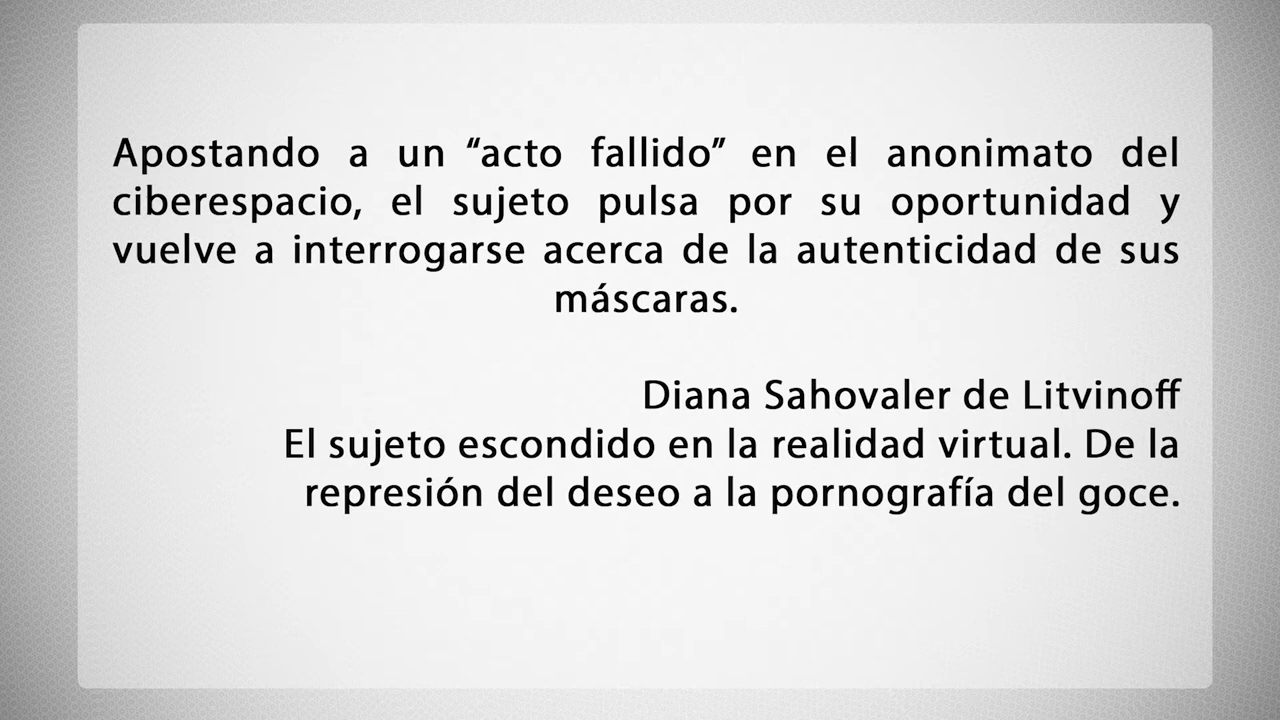 Apostando a un “acto fallido” en el anonimato del
ciberespacio, el sujeto pulsa por su oportunidad y
vuelve a interrogarse acerca de la autenticidad de sus
máscaras.
Diana Sahovaler de Litvinoff
El sujeto escondido en la realidad virtual. De la
represión del deseo a la pornografía del goce.